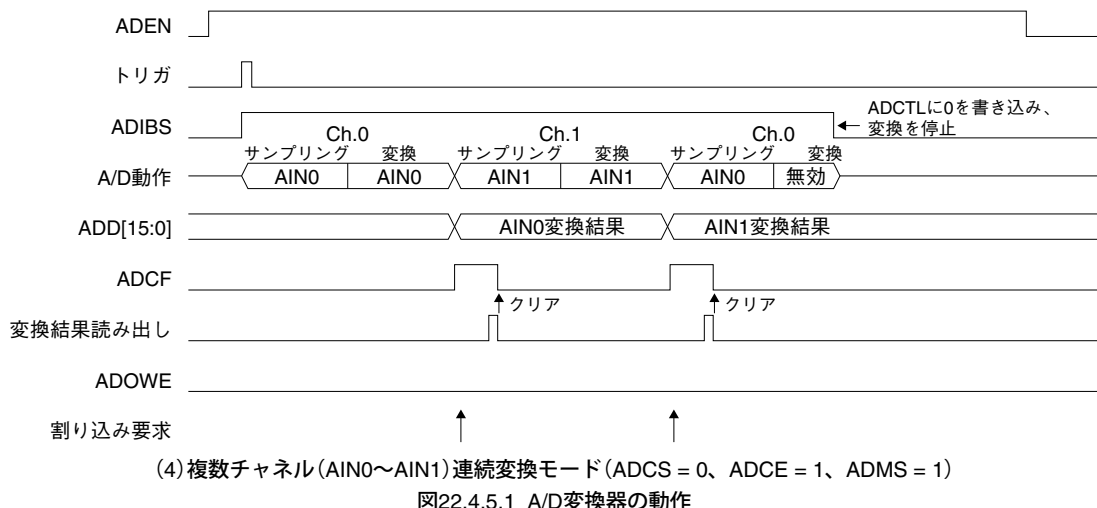 ADEN
トリガ
ADIBS
ADCTLに0を書き込み、
変換を停止
Ch.0 Ch.1 Ch.0
サンプリング 変換 サンプリング 変換 サンプリング 変換
A/D動作 AIN0 AIN0 AIN1 AIN1 AIN0 無効
ADD[15:0] AIN0変換結果 AIN1変換結果
ADCF
クリア クリア
変換結果読み出し
ADOWE
割り込み要求
(4)複数チャネル(AIN0〜AIN1)連続変換モード(ADCS = 0、ADCE = 1、ADMS = 1)
図22.4.5.1 A/D変換器の動作